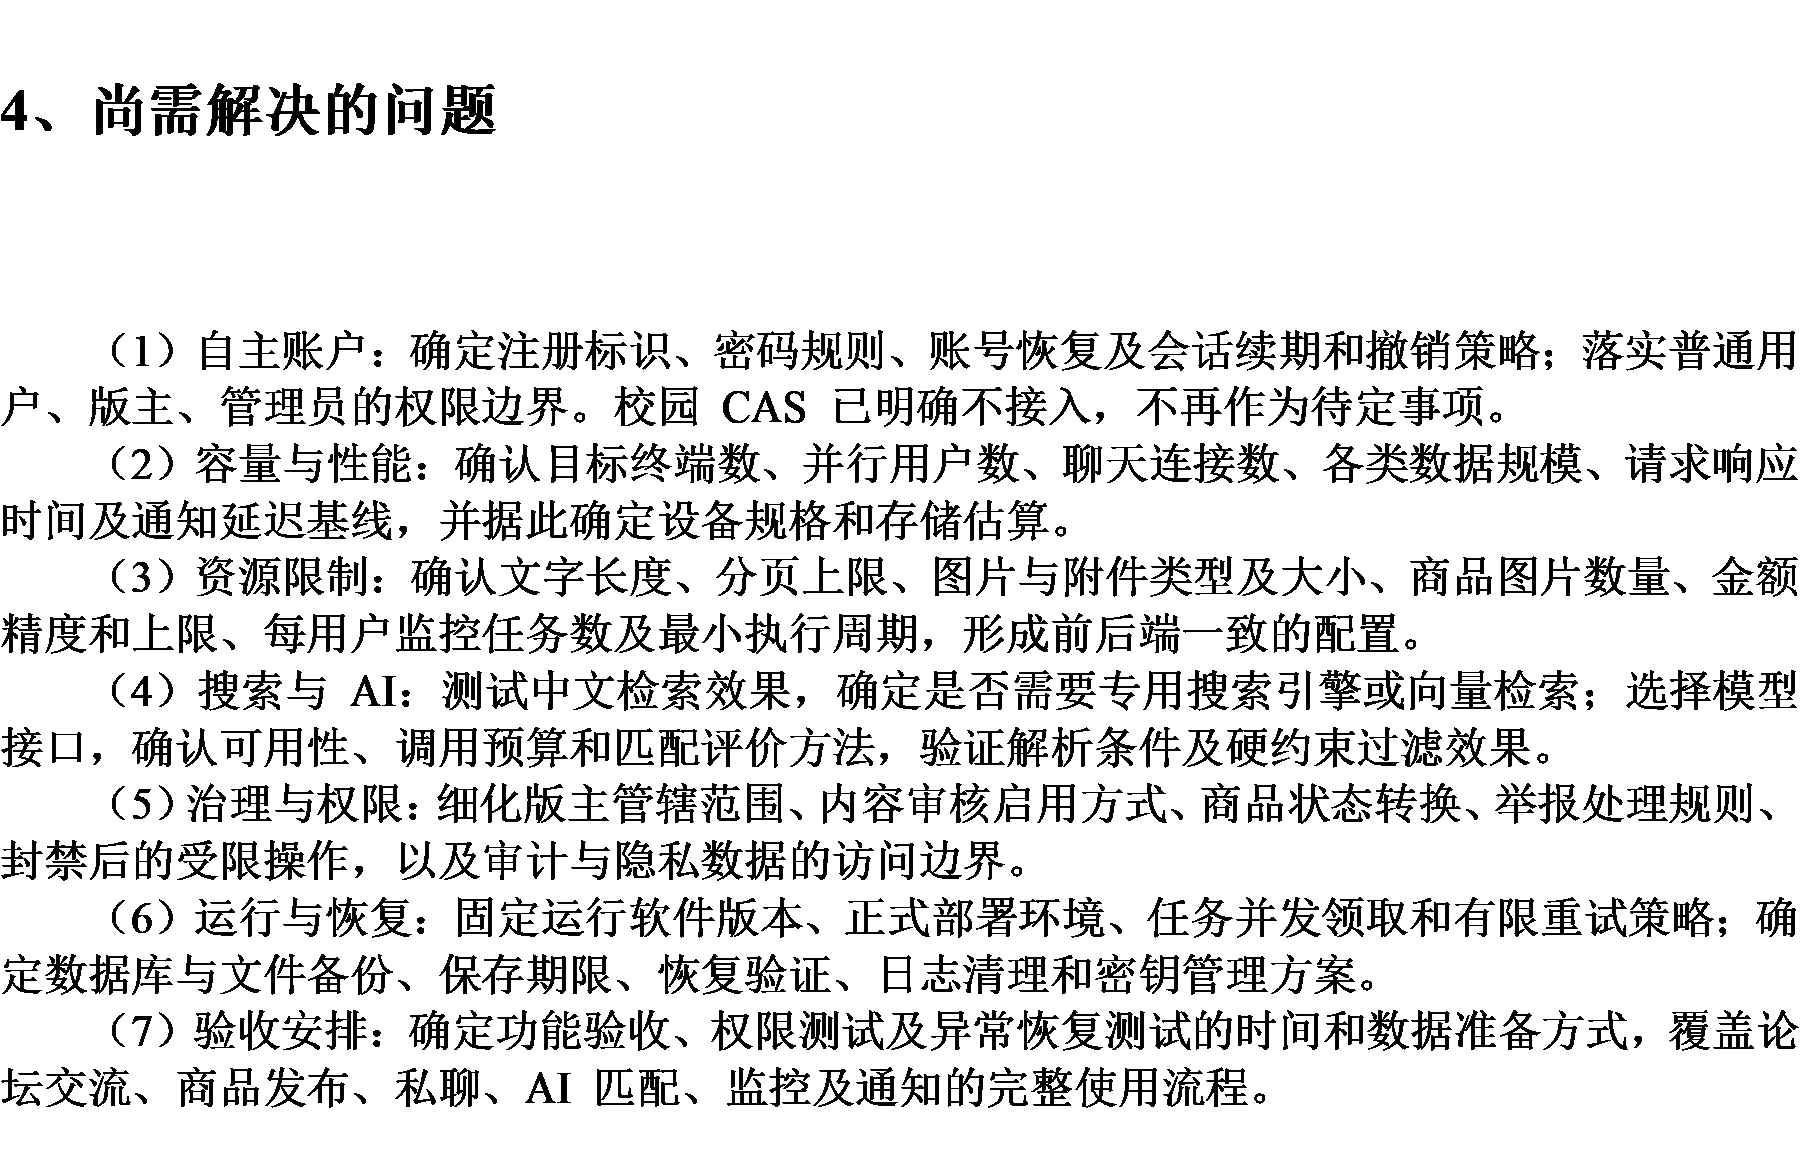 4、尚需解决的问题
（1）自主账户：确定注册标识、密码规则、账号恢复及会话续期和撤销策略；落实普通用
户、版主、管理员的权限边界。校园 CAS 已明确不接入，不再作为待定事项。
（2）容量与性能：确认目标终端数、并行用户数、聊天连接数、各类数据规模、请求响应
时间及通知延迟基线，并据此确定设备规格和存储估算。
（3）资源限制：确认文字长度、分页上限、图片与附件类型及大小、商品图片数量、金额
精度和上限、每用户监控任务数及最小执行周期，形成前后端一致的配置。
（4）搜索与 AI：测试中文检索效果，确定是否需要专用搜索引擎或向量检索；选择模型
接口，确认可用性、调用预算和匹配评价方法，验证解析条件及硬约束过滤效果。
（5）治理与权限：细化版主管辖范围、内容审核启用方式、商品状态转换、举报处理规则、
封禁后的受限操作，以及审计与隐私数据的访问边界。
（6）运行与恢复：固定运行软件版本、正式部署环境、任务并发领取和有限重试策略；确
定数据库与文件备份、保存期限、恢复验证、日志清理和密钥管理方案。
（7）验收安排：确定功能验收、权限测试及异常恢复测试的时间和数据准备方式，覆盖论
坛交流、商品发布、私聊、AI 匹配、监控及通知的完整使用流程。